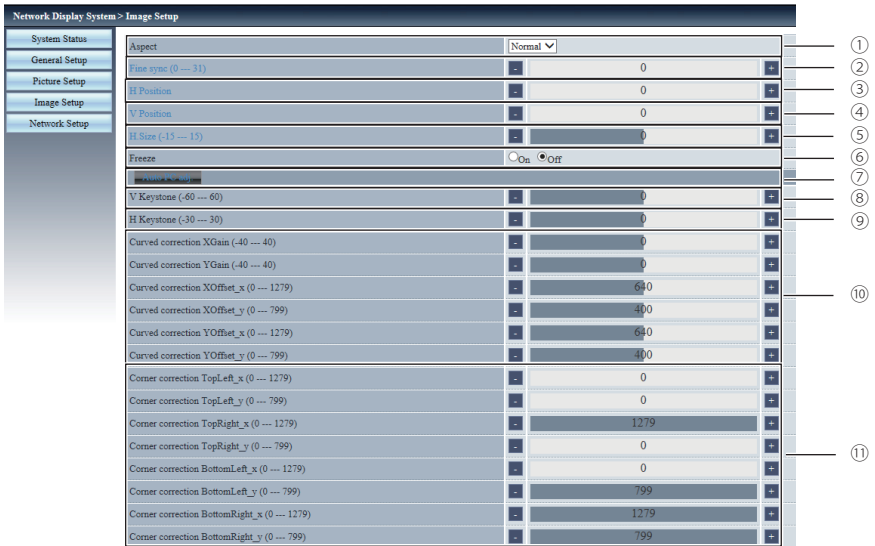 Network Display System > Image Setup
System Status
General Setup
Picture Setup
Image Setup
Network Setup
Aspect Normal ①
Fine sync (0 --- 31) - 0 + ②
H Position - 0 + ③
V Position - 0 + ④
H.Size (-15 --- 15) - 0 + ⑤
Freeze On Off ⑥
⑦
V Keystone (-60 --- 60) - 0 + ⑧
H Keystone (-30 --- 30) - 0 + ⑨
Curved correction XGain (-40 --- 40) - 0 +
Curved correction YGain (-40 --- 40) - 0 +
Curved correction XOffset_x (0 --- 1279) - 640 + ⑩
Curved correction XOffset_y (0 --- 799) - 400 +
Curved correction YOffset_x (0 --- 1279) - 640 +
Curved correction YOffset_y (0 --- 799) - 400 +
Corner correction TopLeft_x (0 --- 1279) - 0 +
Corner correction TopLeft_y (0 --- 799) - 0 +
Corner correction TopRight_x (0 --- 1279) - 1279 +
Corner correction TopRight_y (0 --- 799) - 0 +
Corner correction BottomLeft_x (0 --- 1279) - 0 + ⑪
Corner correction BottomLeft_y (0 --- 799) - 799 +
Corner correction BottomRight_x (0 --- 1279) - 1279 +
Corner correction BottomRight_y (0 --- 799) - 799 +